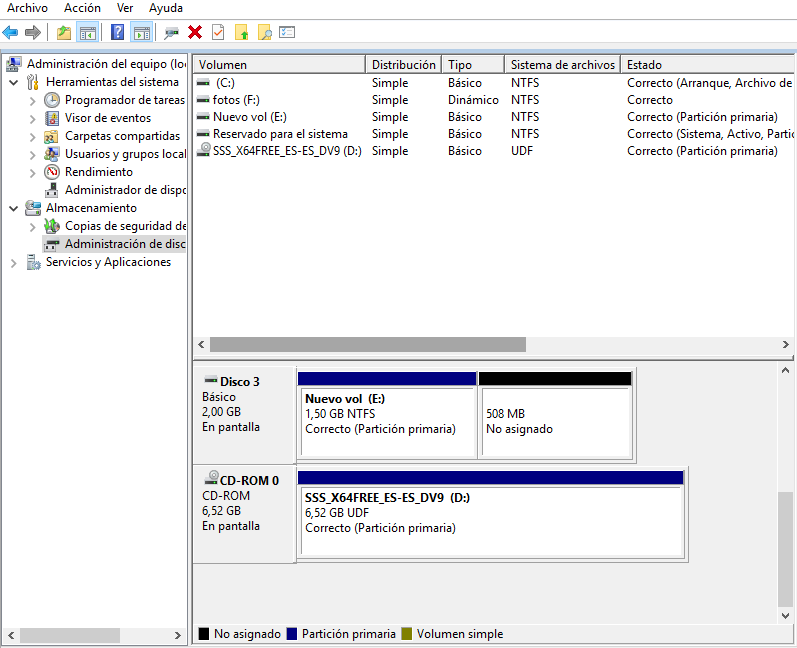 Archivo Acción Ver Ayuda
Administración del equipo (loc
Herramientas del sistema
Programador de tareas
Visor de eventos
Carpetas compartidas
Usuarios y grupos local
Rendimiento
Administrador de dispo
Almacenamiento
Copias de seguridad de
Administración de disc
Servicios y Aplicaciones
Volumen Distribución Tipo Sistema de archivos Estado
(C:) Simple Básico NTFS Correcto (Arranque, Archivo de
fotos (F:) Simple Dinámico NTFS Correcto
Nuevo vol (E:) Simple Básico NTFS Correcto (Partición primaria)
Reservado para el sistema Simple Básico NTFS Correcto (Sistema, Activo, Partic
SSS_X64FREE_ES-ES_DV9 (D:) Simple Básico UDF Correcto (Partición primaria)
Disco 3
Básico
2,00 GB
En pantalla
Nuevo vol (E:)
1,50 GB NTFS
Correcto (Partición primaria)
508 MB
No asignado
CD-ROM 0
CD-ROM
6,52 GB
En pantalla
SSS_X64FREE_ES-ES_DV9 (D:)
6,52 GB UDF
Correcto (Partición primaria)
No asignado Partición primaria Volumen simple